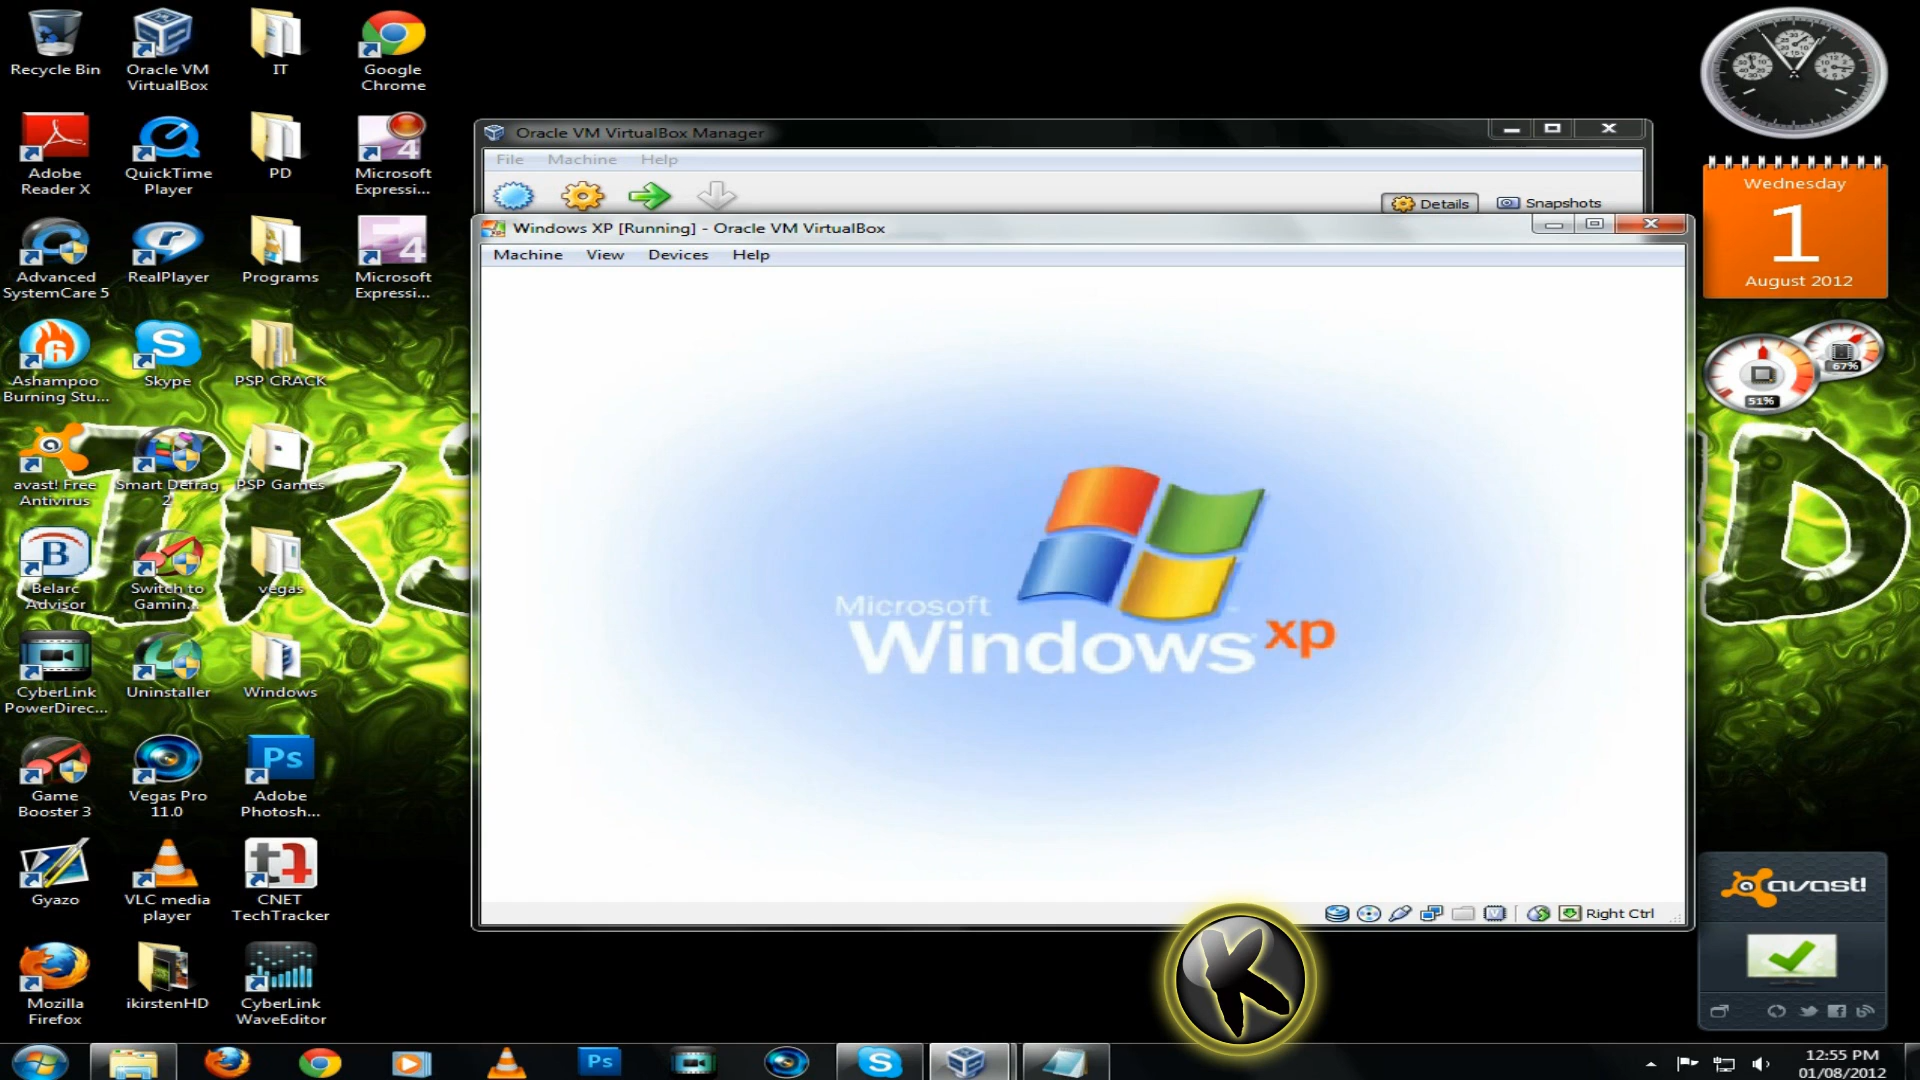 Recycle Bin
Oracle VM
VirtualBox
IT
Google
Chrome
Adobe
Reader X
QuickTime
Player
PD
Microsoft
Expressi...
Advanced
SystemCare 5
RealPlayer
Programs
Microsoft
Expressi...
Ashampoo
Burning Stu...
Skype
PSP CRACK
avast! Free
Antivirus
Smart Defrag
2
PSP Games
Belarc
Advisor
Switch to
Gamin...
vegas
CyberLink
PowerDirec...
Uninstaller
Windows
Game
Booster 3
Vegas Pro
11.0
Ps
Adobe
Photosh...
Gyazo
VLC media
player
CNET
TechTracker
Mozilla
Firefox
ikirstenHD
CyberLink
WaveEditor
Oracle VM VirtualBox Manager
File Machine Help
Details
Snapshots
Windows XP [Running] - Oracle VM VirtualBox
Machine View Devices Help
Microsoft
Windows xp
Right Ctrl
Wednesday
1
August 2012
67%
51%
avast!
K
Ps
12:55 PM
01/08/2012